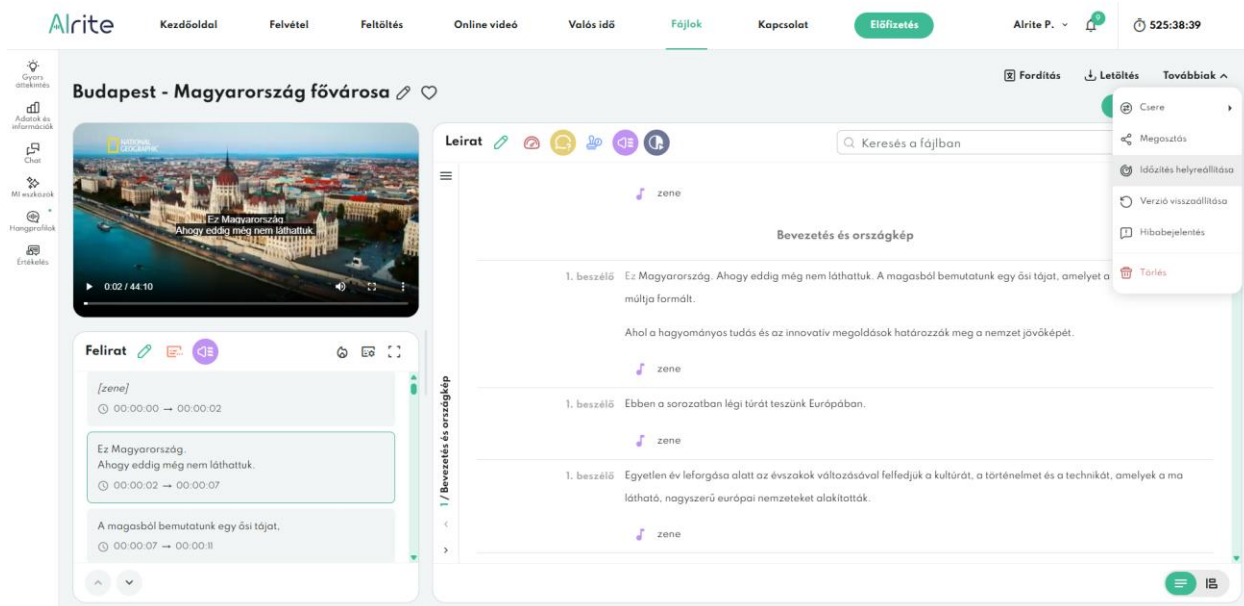 Alrite
Kezdőoldal
Felvétel
Feltöltés
Online videó
Valós idő
Fájlok
Kapcsolat
Előfizetés
Alrite P.
9
525:38:39
Gyors
áttekintés
Adatok és
információk
Chat
MI eszközök
Hangprofilok
Értékelés
Budapest - Magyarország fővárosa
Fordítás
Letöltés
Továbbiak
Csere
Megosztás
Időzítés helyreállítása
Verzió visszaállítása
Hibabejelentés
Törlés
NATIONAL
GEOGRAPHIC
Ez Magyarország.
Ahogy eddig még nem láthattuk.
0:02 / 44:10
Felirat
[zene]
00:00:00 → 00:00:02
Ez Magyarország.
Ahogy eddig még nem láthattuk.
00:00:02 → 00:00:07
A magasból bemutatunk egy ősi tájat,
00:00:07 → 00:00:11
Leirat
Keresés a fájlban
1 / Bevezetés és országkép
zene
Bevezetés és országkép
1. beszélő Ez Magyarország. Ahogy eddig még nem láthattuk. A magasból bemutatunk egy ősi tájat, amelyet a
múltja formált.
Ahol a hagyományos tudás és az innovatív megoldások határozzák meg a nemzet jövőképét.
zene
1. beszélő Ebben a sorozatban légi túrát teszünk Európában.
zene
1. beszélő Egyetlen év leforgása alatt az évszakok változásával felfedjük a kultúrát, a történelmet és a technikát, amelyek a ma
látható, nagyszerű európai nemzeteket alakították.
zene